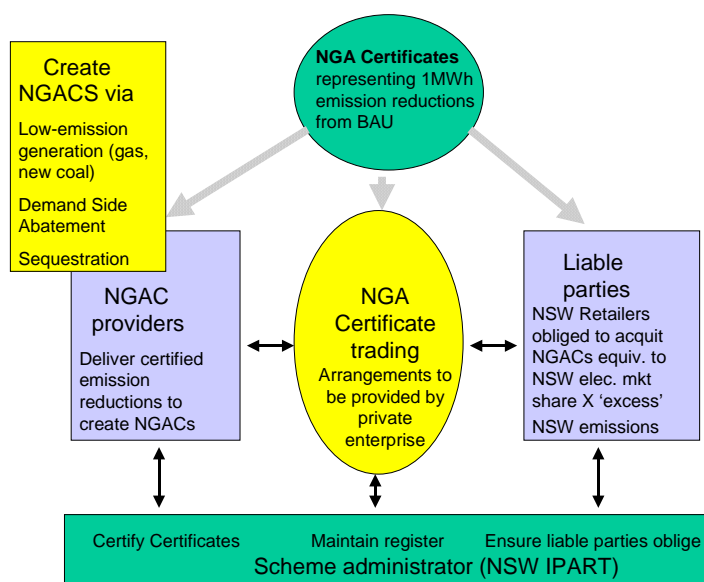 Create
NGACS via
Low-emission
generation (gas,
new coal)
Demand Side
Abatement
Sequestration
NGA Certificates
representing 1MWh
emission reductions
from BAU
NGAC
providers
Deliver certified
emission
reductions to
create NGACs
NGA
Certificate
trading
Arrangements to
be provided by
private
enterprise
Liable
parties
NSW Retailers
obliged to acquit
NGACs equiv. to
NSW elec. mkt
share X ‘excess’
NSW emissions
Certify Certificates
Maintain register
Ensure liable parties oblige
Scheme administrator (NSW IPART)